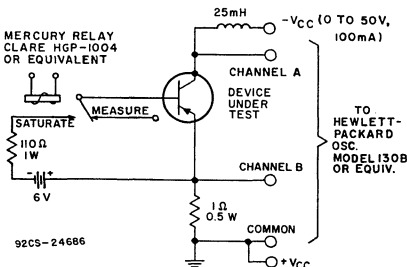 25mH
-VCC (0 TO 50V,
100mA)
MERCURY RELAY
CLARE HGP-1004
OR EQUIVALENT
CHANNEL A
DEVICE
UNDER
TEST
MEASURE
SATURATE
110Ω
1W
- +
6V
TO
HEWLETT-
PACKARD
OSC.
MODEL 130B
OR EQUIV.
CHANNEL B
1Ω
0.5 W
COMMON
+VCC
92CS-24686